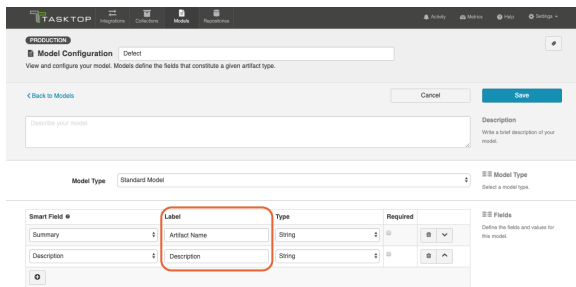 TASKTOP
Integrations
Collections
Models
Repositories
Activity
Metrics
Help
Settings
PRODUCTION
Model Configuration
Defect
View and configure your model. Models define the fields that constitute a given artifact type.
Back to Models
Cancel
Save
Describe your model
Description
Write a brief description of your
model.
Model Type
Standard Model
Model Type
Select a model type.
Smart Field
Label
Type
Required
Fields
Define the fields and values for
this model.
Summary
Artifact Name
String
Description
Description
String